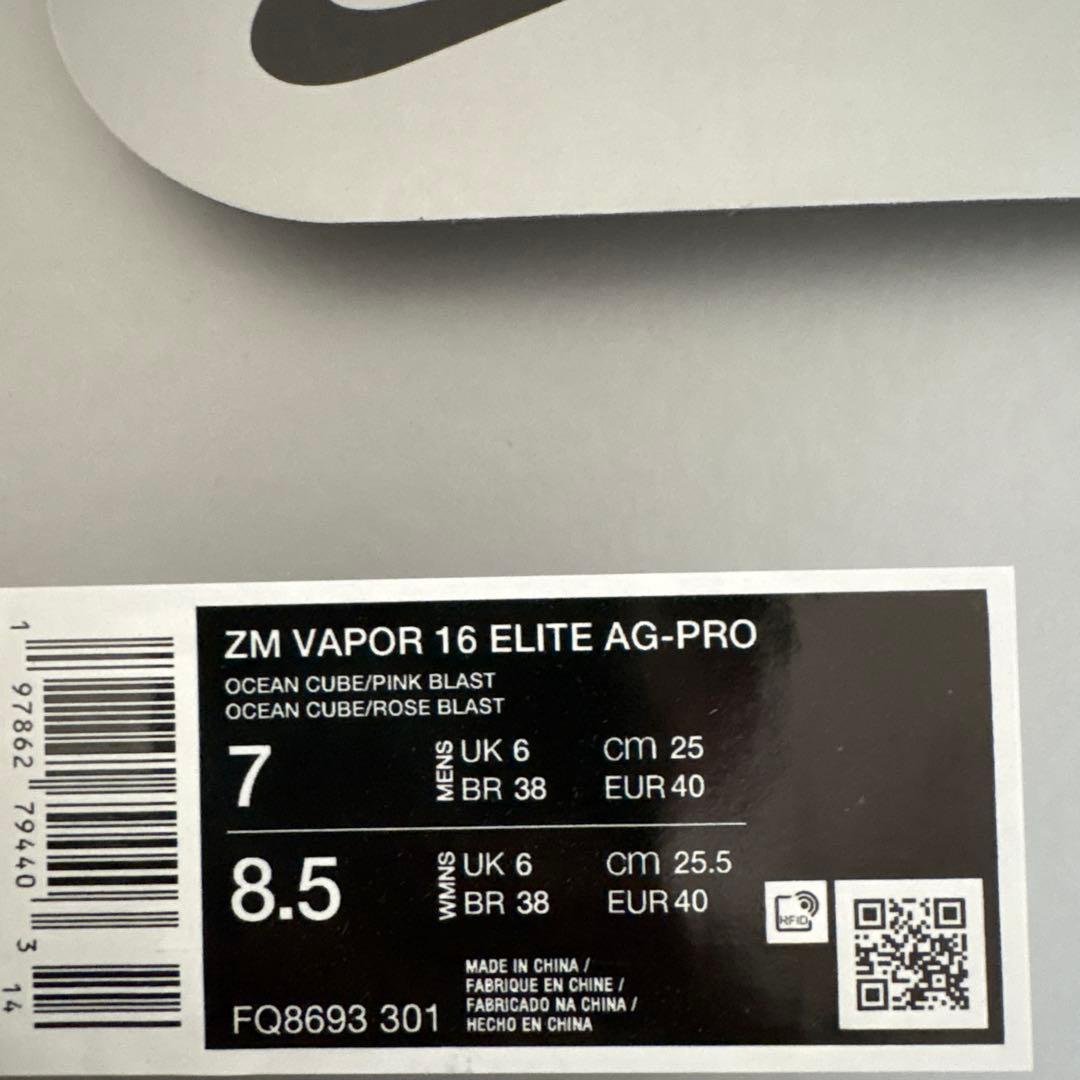 ZM VAPOR 16 ELITE AG-PRO
OCEAN CUBE/PINK BLAST
OCEAN CUBE/ROSE BLAST
7 MENS UK 6 cm 25
BR 38 EUR 40
8.5 WMNS UK 6 cm 25.5
BR 38 EUR 40
RFID
MADE IN CHINA /
FABRIQUE EN CHINE /
FABRICADO NA CHINA /
HECHO EN CHINA
FQ8693 301
1 97862 79440 3 14